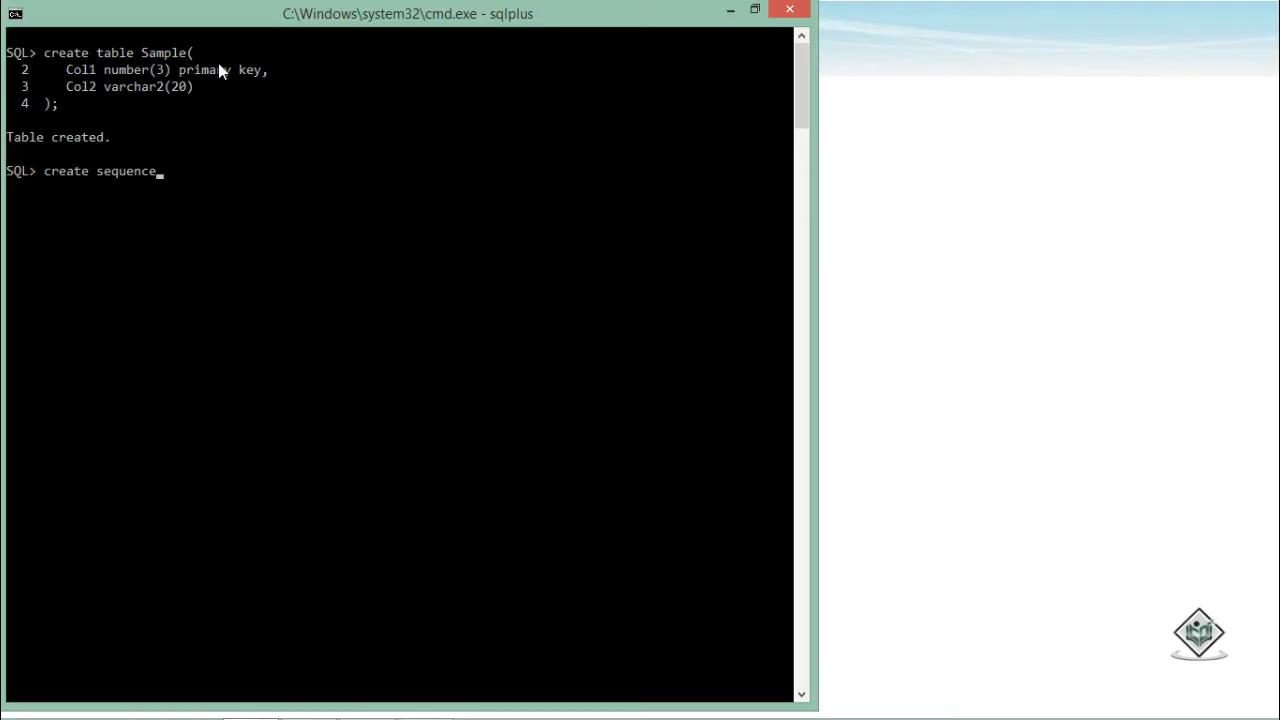 C:\Windows\system32\cmd.exe - sqlplus
SQL> create table Sample(
2 Col1 number(3) primary key,
3 Col2 varchar2(20)
4 );
Table created.
SQL> create sequence